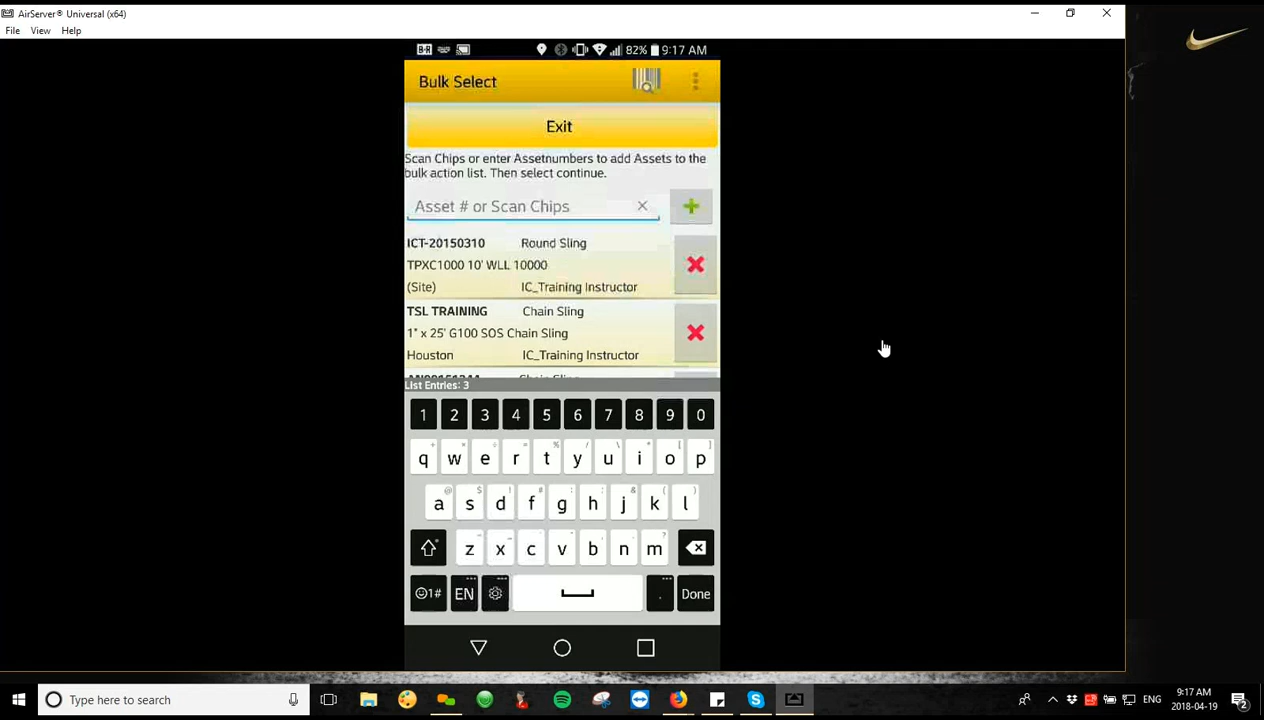 AirServer® Universal (x64)
File View Help
82% 9:17 AM
Bulk Select
Exit
Scan Chips or enter Assetnumbers to add Assets to the
bulk action list. Then select continue.
Asset # or Scan Chips
ICT-20150310 Round Sling
TPXC1000 10' WLL 10000
(Site) IC_Training Instructor
TSL TRAINING Chain Sling
1" x 25' G100 SOS Chain Sling
Houston IC_Training Instructor
Chain Sling
List Entries: 3
1 2 3 4 5 6 7 8 9 0
q w e r t y u i o p
a s d f g h j k l
z x c v b n m
1# EN . Done
Type here to search
ENG
9:17 AM
2018-04-19
2